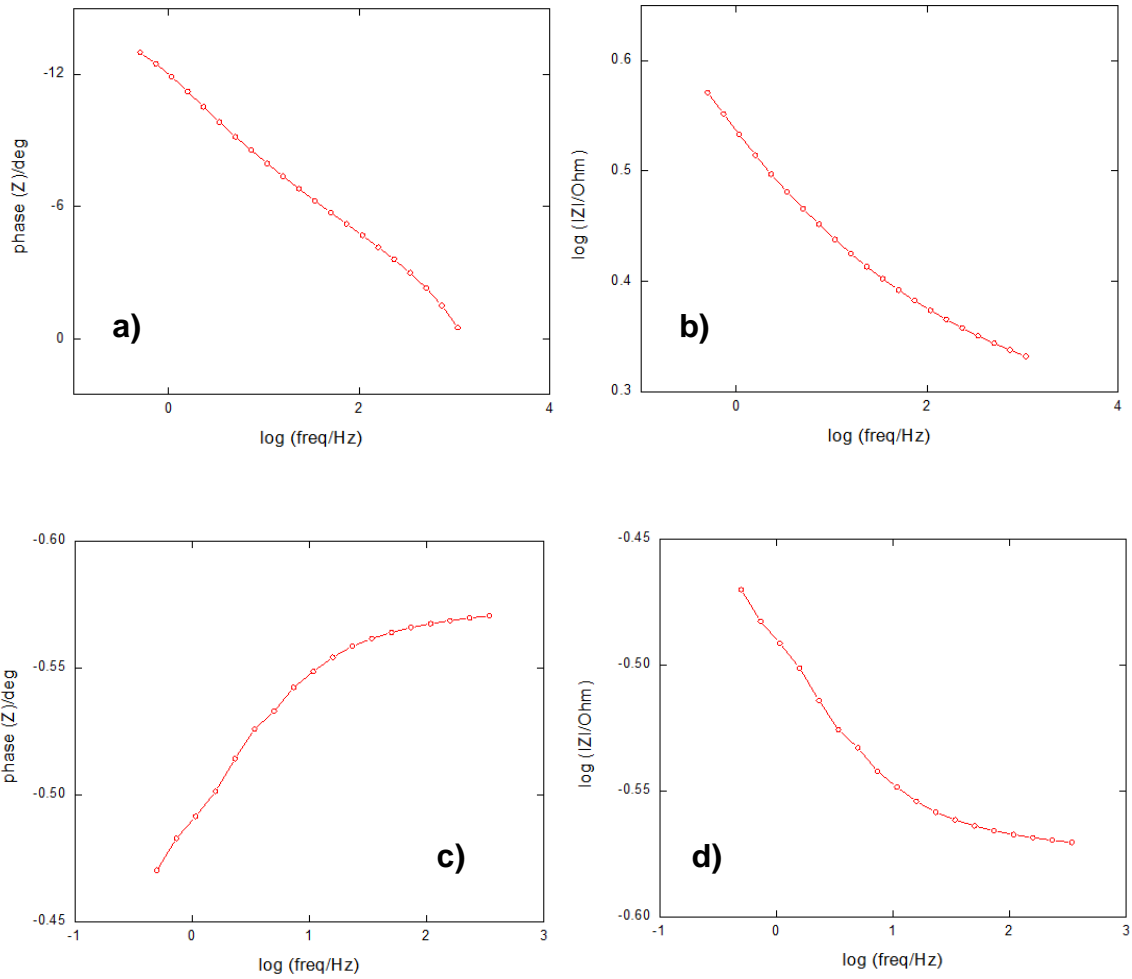 -12
-6
0
phase (Z)/deg
a)
0
2
4
log (freq/Hz)
0.6
0.5
0.4
0.3
log (IZI/Ohm)
b)
0
2
4
log (freq/Hz)
-0.60
-0.55
-0.50
-0.45
phase (Z)/deg
c)
-1
0
1
2
3
log (freq/Hz)
-0.45
-0.50
-0.55
-0.60
log (IZI/Ohm)
d)
-1
0
1
2
3
log (freq/Hz)